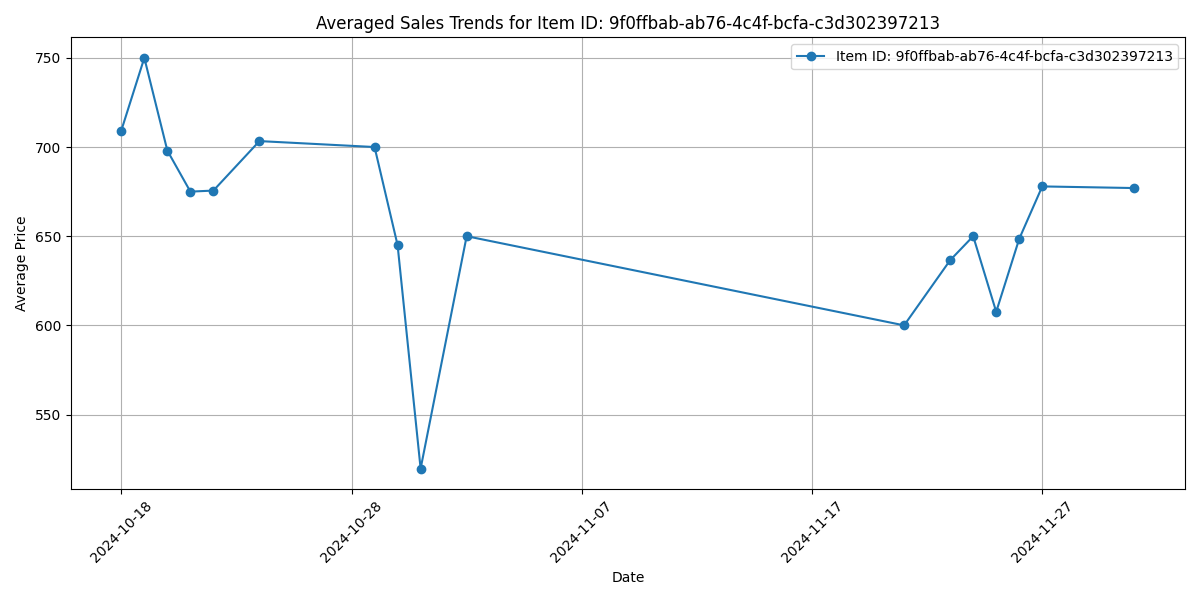 Averaged Sales Trends for Item ID: 9f0ffbab-ab76-4c4f-bcfa-c3d302397213
Item ID: 9f0ffbab-ab76-4c4f-bcfa-c3d302397213
Average Price
750
700
650
600
550
2024-10-18
2024-10-28
2024-11-07
2024-11-17
2024-11-27
Date